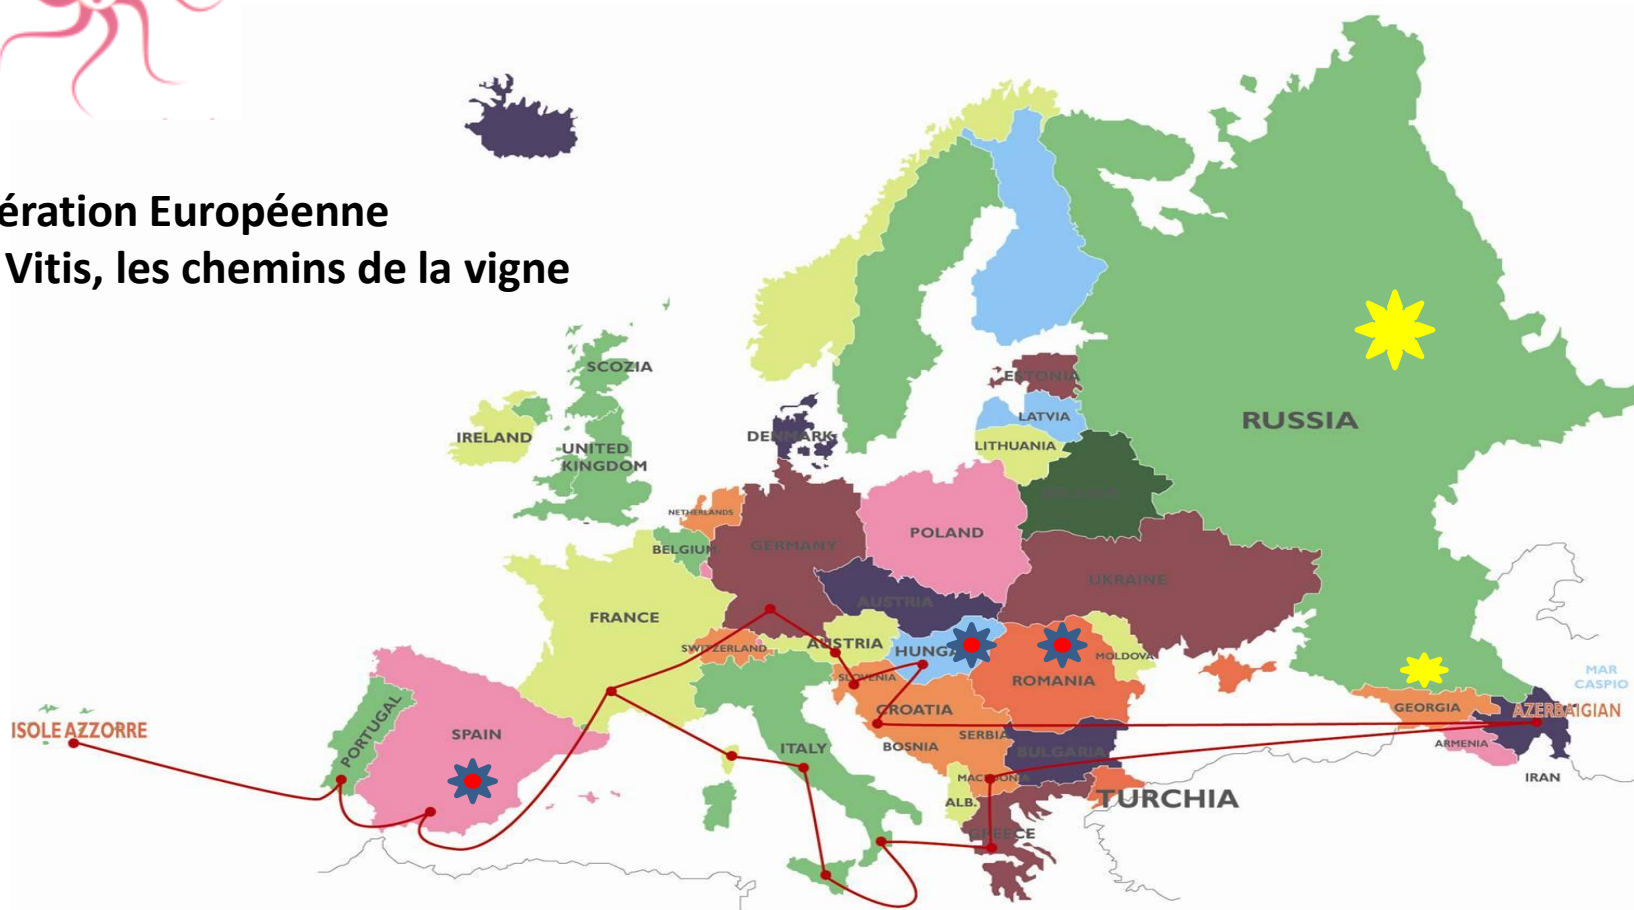 ération Européenne
Vitis, les chemins de la vigne
SCOZIA
ESTONIA
LATVIA
RUSSIA
IRELAND
DENMARK
UNITED
KINGDOM
LITHUANIA
NETHERLANDS
POLAND
BELGIUM
GERMANY
UKRAINE
AUSTRIA
FRANCE
SWITZERLAND
AUSTRIA
HUNGA
MOLDOVA
SLOVENIA
ROMANIA
MAR
CASPIO
GEORGIA
AZERBAIGIAN
CROATIA
ISOLE AZZORRE
PORTUGAL
SPAIN
SERBIA
ITALY
BOSNIA
BULGARIA
ARMENIA
MACEDONIA
IRAN
ALB.
TURCHIA
GREECE